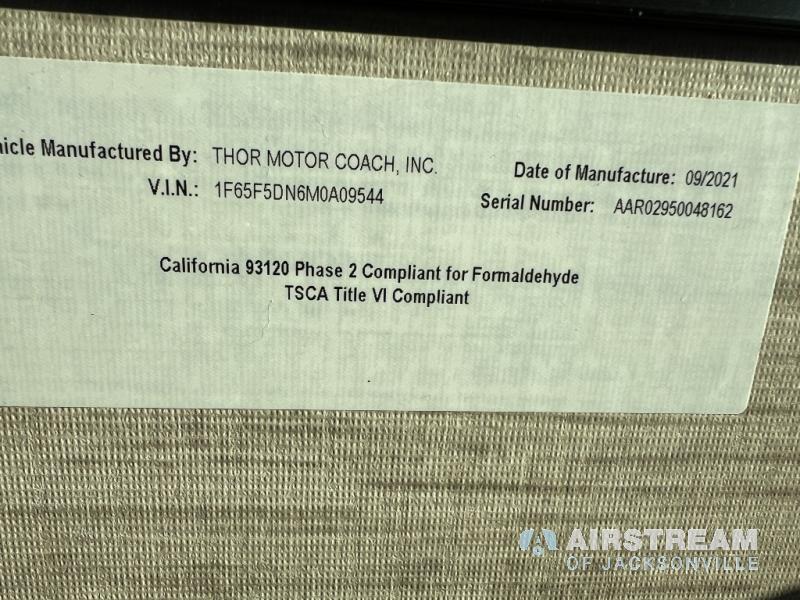 hicle Manufactured By: THOR MOTOR COACH, INC.
Date of Manufacture: 09/2021
V.I.N.: 1F65F5DN6M0A09544
Serial Number: AAR02950048162
California 93120 Phase 2 Compliant for Formaldehyde
TSCA Title VI Compliant
AIRSTREAM
OF JACKSONVILLE